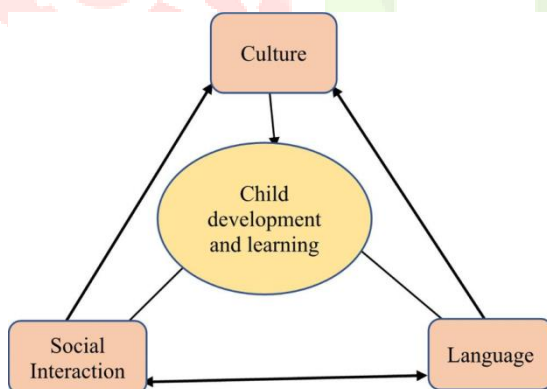 Culture
Child
development
and learning
Social
Interaction
Language